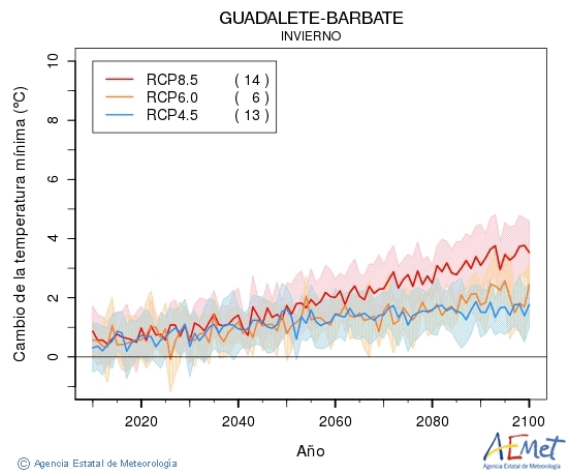 GUADALETE-BARBATE
INVIERNO
RCP8.5 ( 14 )
RCP6.0 ( 6 )
RCP4.5 ( 13 )
Cambio de la temperatura mínima (ºC)
10
8
6
4
2
0
2020 2040 2060 2080 2100
Año
© Agencia Estatal de Meteorología
AEmet
Agencia Estatal de Meteorología